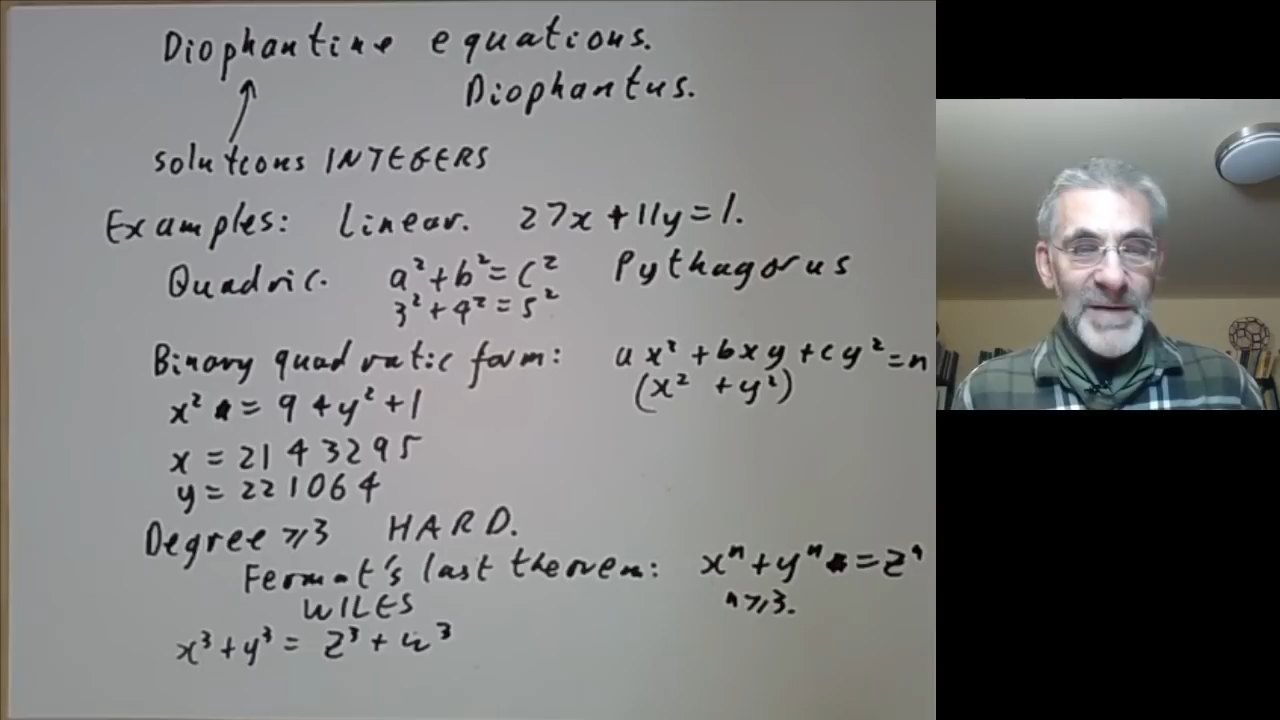 Diophantine equations.
Diophantus.
solutions INTEGERS
Examples: Linear. 27x + 11y = 1.
Quadric. a² + b² = c² Pythagorus
3² + 4² = 5²
Binary quadratic form: ax² + bxy + cy² = n
x² = 94y² + 1 (x² + y²)
x = 2143295
y = 221064
Degree ⩾3 HARD.
Fermat's last theorem: xⁿ + yⁿ = zⁿ
WILES n⩾3.
x³ + y³ = z³ + w³